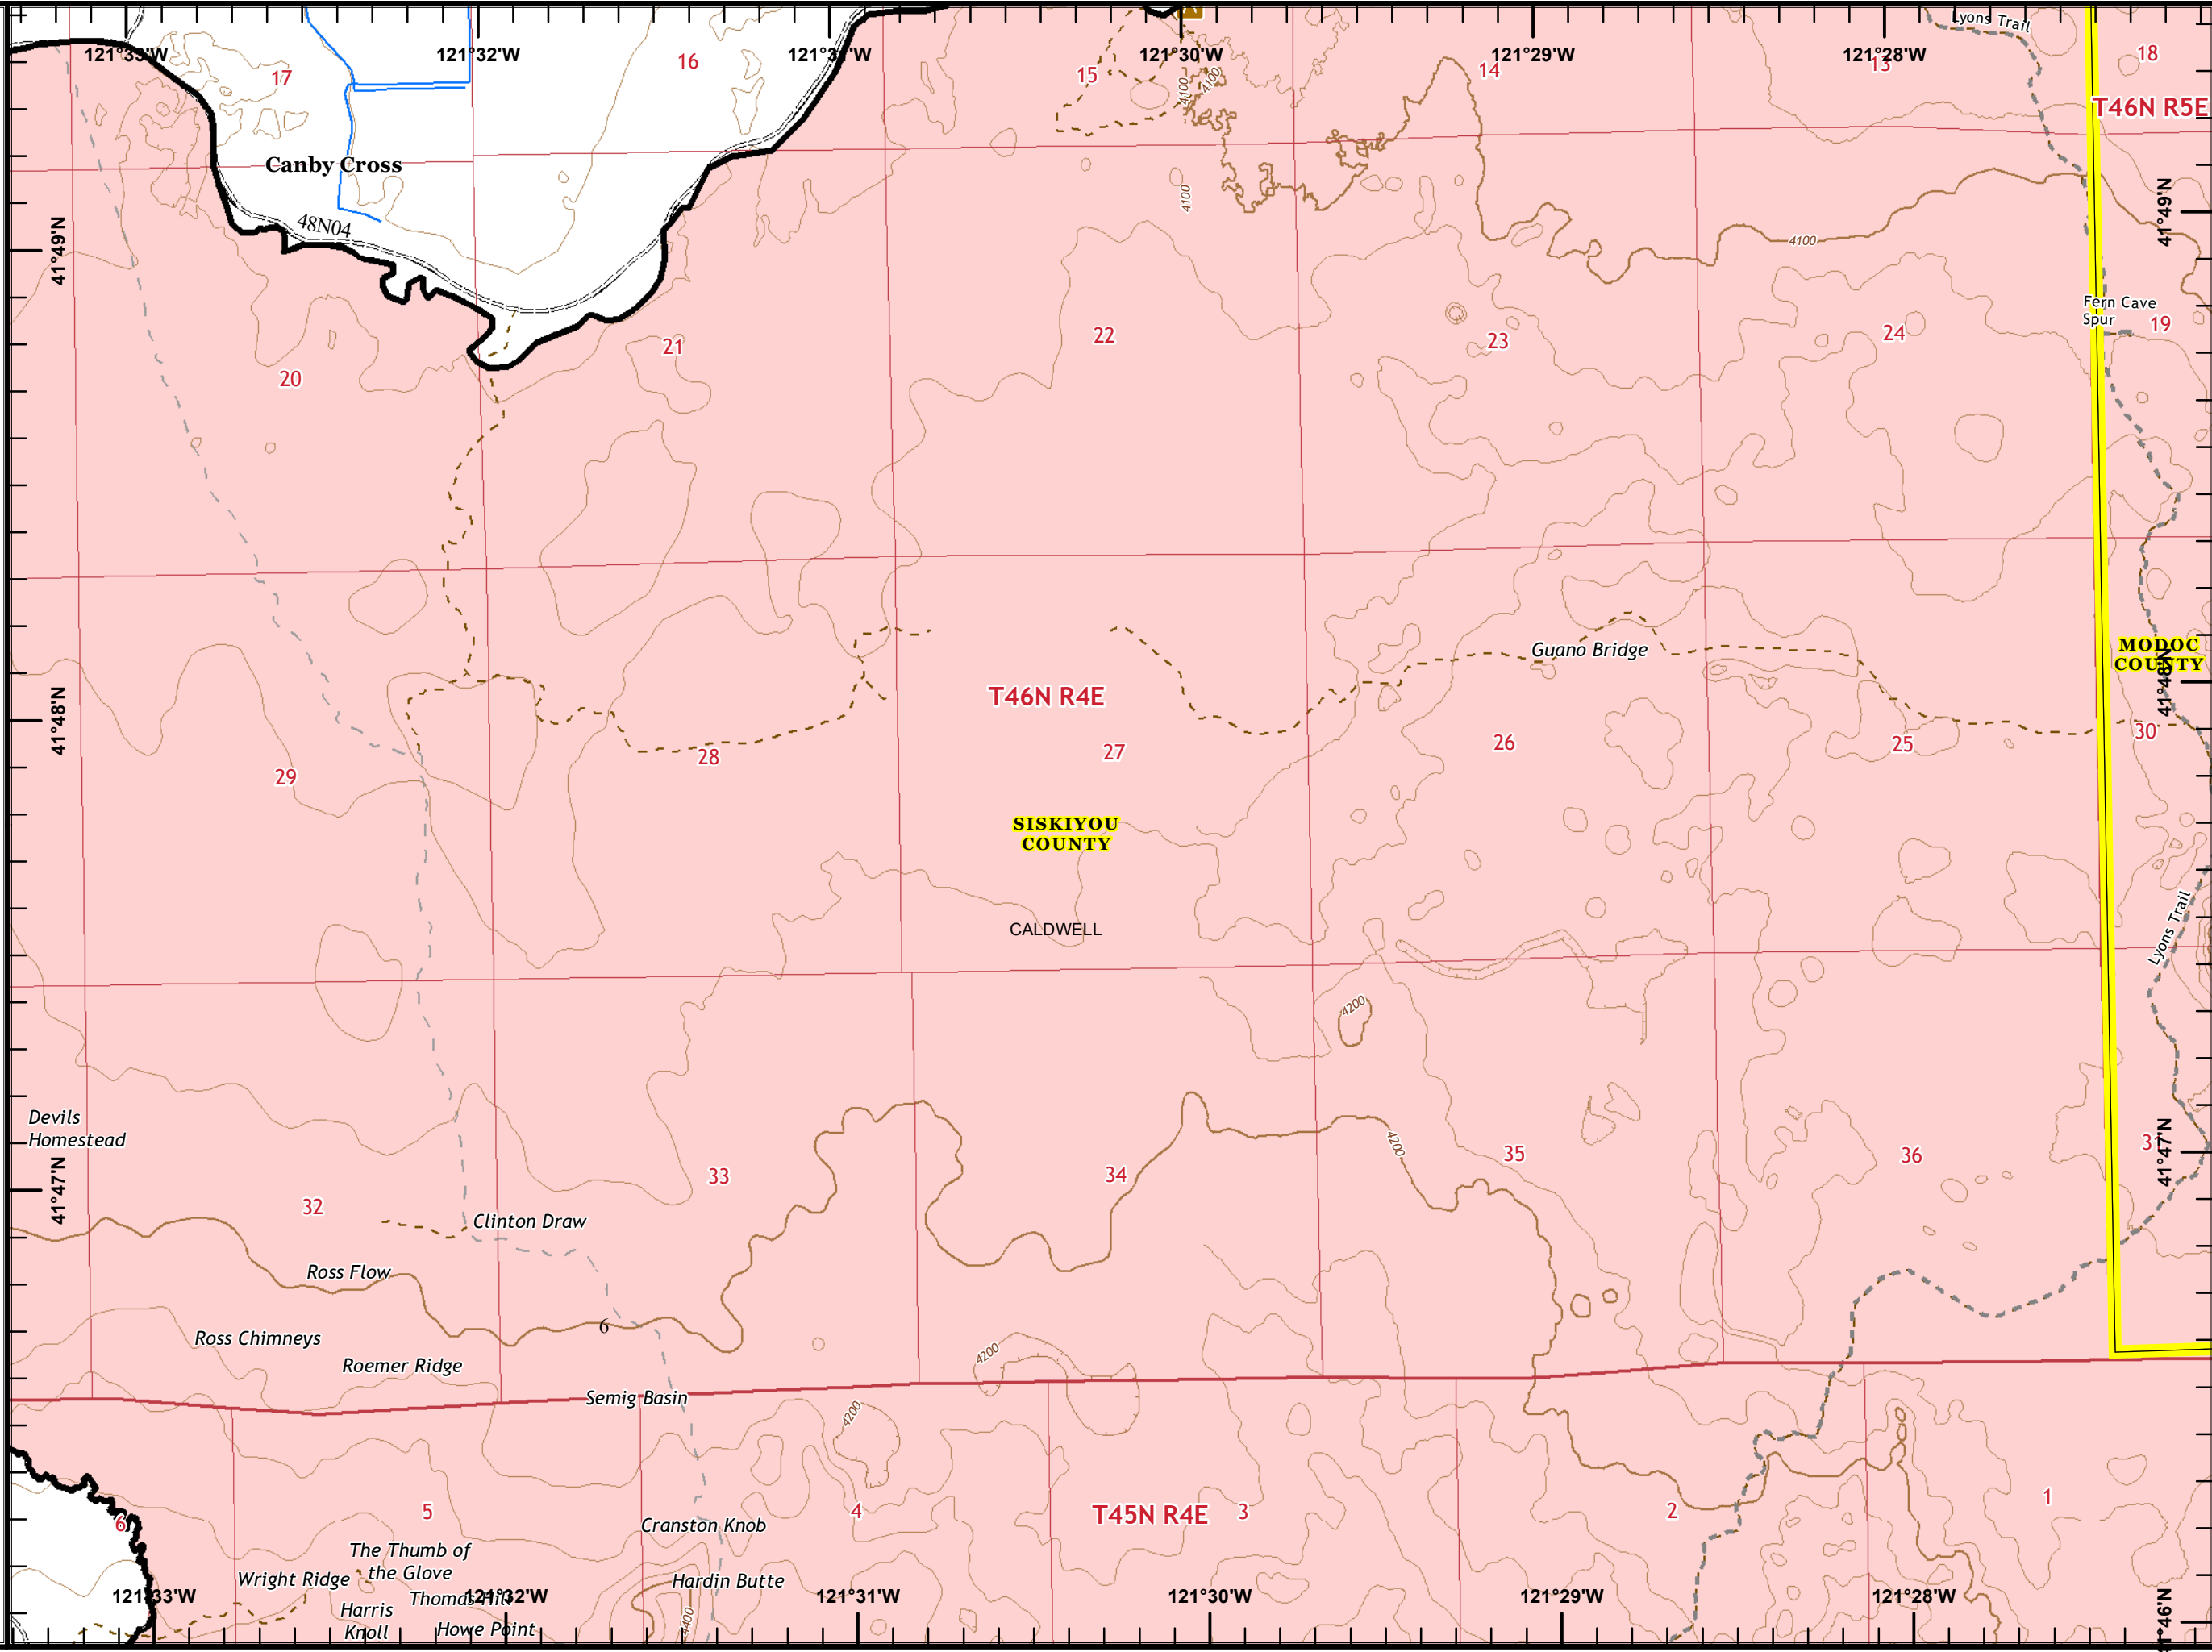 Lyons Trail
121°33'W
121°32'W
121°31'W
121°30'W
121°29'W
121°28'W
17
16
15
14
13
18
4100
4100
T46N R5E
Canby Cross
4100
48N04
41°49'N
41°49'N
4100
Fern Cave
Spur
19
20
21
22
23
24
Guano Bridge
MODOC
COUNTY
41°48'N
41°48'N
T46N R4E
29
28
27
26
25
30
SISKIYOU
COUNTY
CALDWELL
Lyons Trail
4200
Devils
Homestead
4200
41°47'N
41°47'N
32
33
34
35
36
31
Clinton Draw
Ross Flow
6
Ross Chimneys
Roemer Ridge
4200
Semig Basin
4200
6
5
4
T45N R4E
3
2
1
Cranston Knob
The Thumb of
the Glove
Wright Ridge
Hardin Butte
121°33'W
Thomas Hill
121°32'W
121°31'W
121°30'W
121°29'W
121°28'W
Harris
Knoll
Howe Point
4400
41°46'N